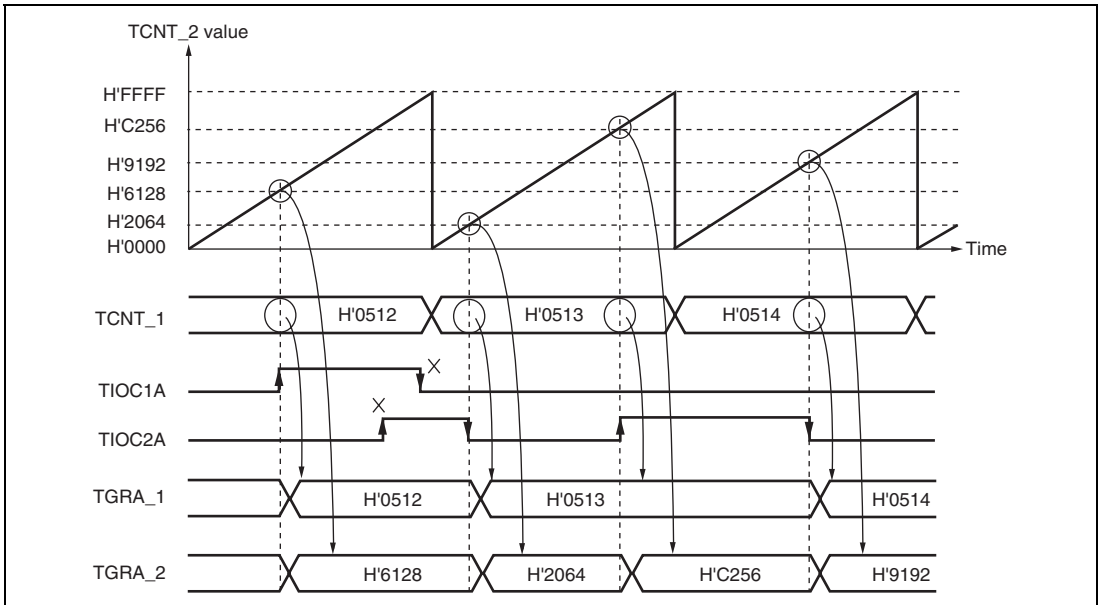 TCNT_2 value
H'FFFF
H'C256
H'9192
H'6128
H'2064
H'0000
Time
TCNT_1 H'0512 H'0513 H'0514
TIOC1A
TIOC2A
TGRA_1 H'0512 H'0513 H'0514
TGRA_2 H'6128 H'2064 H'C256 H'9192